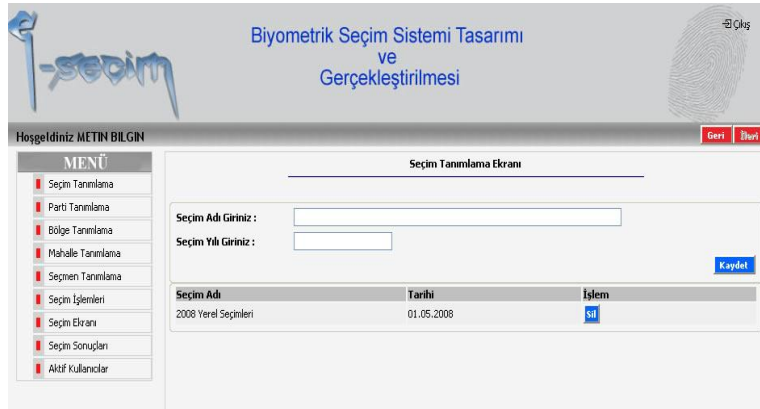 i-seçim
Biyometrik Seçim Sistemi Tasarımı
ve
Gerçekleştirilmesi
Çıkış
Hoşgeldiniz METIN BILGIN
Geri İleri
MENÜ
Seçim Tanımlama
Parti Tanımlama
Bölge Tanımlama
Mahalle Tanımlama
Seçmen Tanımlama
Seçim İşlemleri
Seçim Ekranı
Seçim Sonuçları
Aktif Kullanıcılar
Seçim Tanımlama Ekranı
Seçim Adı Giriniz :
Seçim Yılı Giriniz :
Kaydet
Seçim Adı Tarihi İşlem
2008 Yerel Seçimleri 01.05.2008 Sil